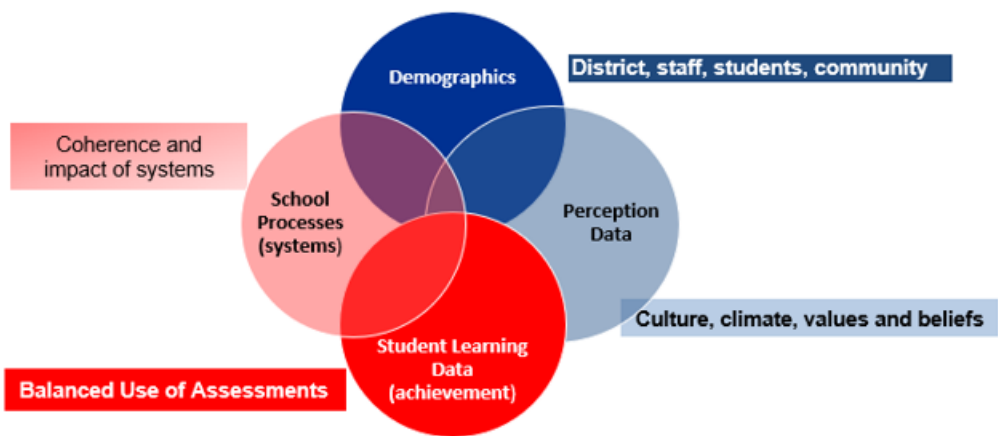 Demographics
District, staff, students, community
Coherence and
impact of systems
School
Processes
(systems)
Perception
Data
Culture, climate, values and beliefs
Student Learning
Data
(achievement)
Balanced Use of Assessments